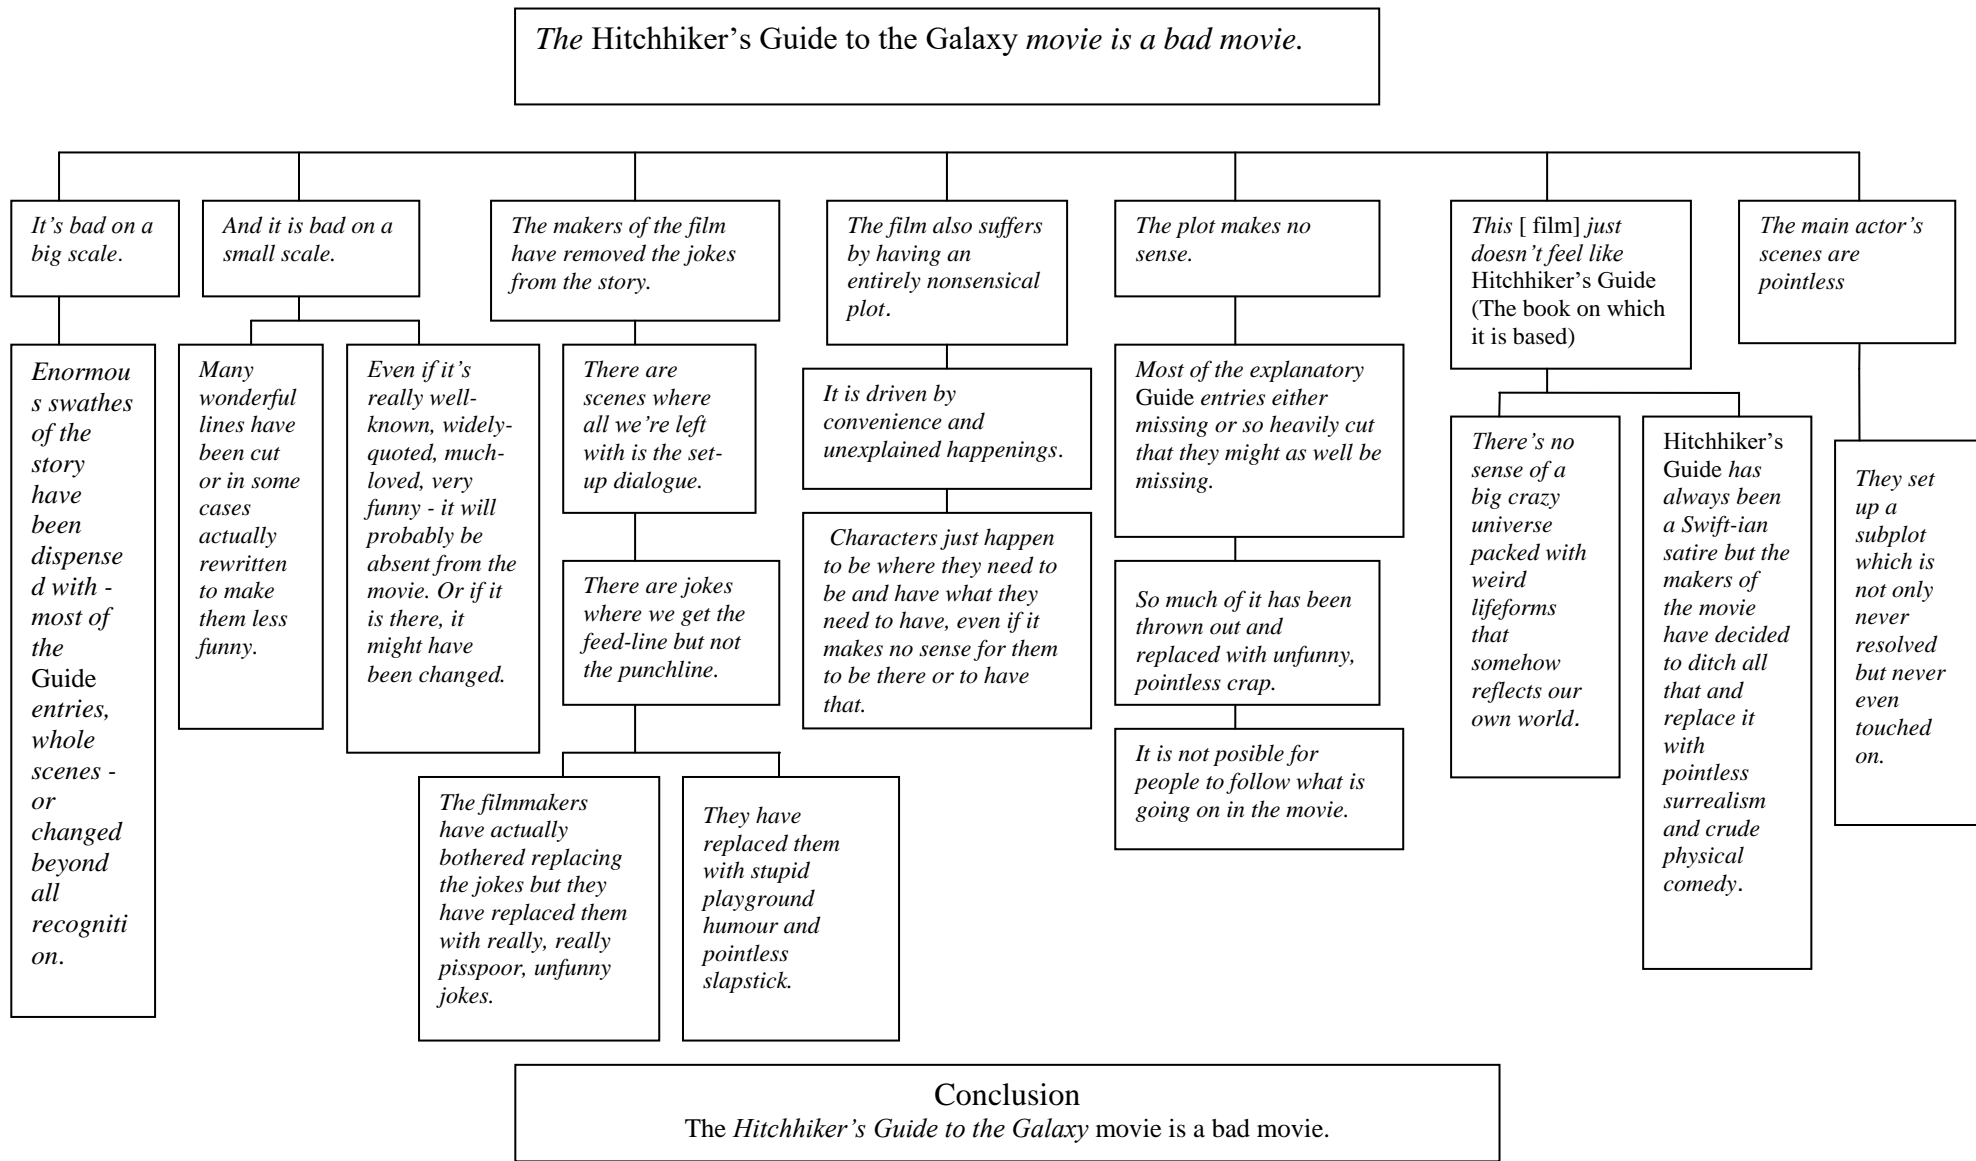 The Hitchhiker's Guide to the Galaxy movie is a bad movie.
It's bad on a
big scale.
And it is bad on a
small scale.
The makers of the film
have removed the jokes
from the story.
The film also suffers
by having an
entirely nonsensical
plot.
The plot makes no
sense.
This [ film] just
doesn't feel like
Hitchhiker's Guide
(The book on which
it is based)
The main actor's
scenes are
pointless
Enormou
s swathes
of the
story
have
been
dispense
d with -
most of
the
Guide
entries,
whole
scenes -
or
changed
beyond
all
recogniti
on.
Many
wonderful
lines have
been cut
or in some
cases
actually
rewritten
to make
them less
funny.
Even if it's
really well-
known, widely-
quoted, much-
loved, very
funny - it will
probably be
absent from the
movie. Or if it
is there, it
might have
been changed.
There are
scenes where
all we're left
with is the set-
up dialogue.
There are jokes
where we get the
feed-line but not
the punchline.
The filmmakers
have actually
bothered replacing
the jokes but they
have replaced them
with really, really
pisspoor, unfunny
jokes.
They have
replaced them
with stupid
playground
humour and
pointless
slapstick.
It is driven by
convenience and
unexplained happenings.
Characters just happen
to be where they need to
be and have what they
need to have, even if it
makes no sense for them
to be there or to have
that.
Most of the explanatory
Guide entries either
missing or so heavily cut
that they might as well be
missing.
So much of it has been
thrown out and
replaced with unfunny,
pointless crap.
It is not posible for
people to follow what is
going on in the movie.
There's no
sense of a
big crazy
universe
packed with
weird
lifeforms
that
somehow
reflects our
own world.
Hitchhiker's
Guide has
always been
a Swift-ian
satire but the
makers of
the movie
have decided
to ditch all
that and
replace it
with
pointless
surrealism
and crude
physical
comedy.
They set
up a
subplot
which is
not only
never
resolved
but never
even
touched
on.
Conclusion
The Hitchhiker's Guide to the Galaxy movie is a bad movie.